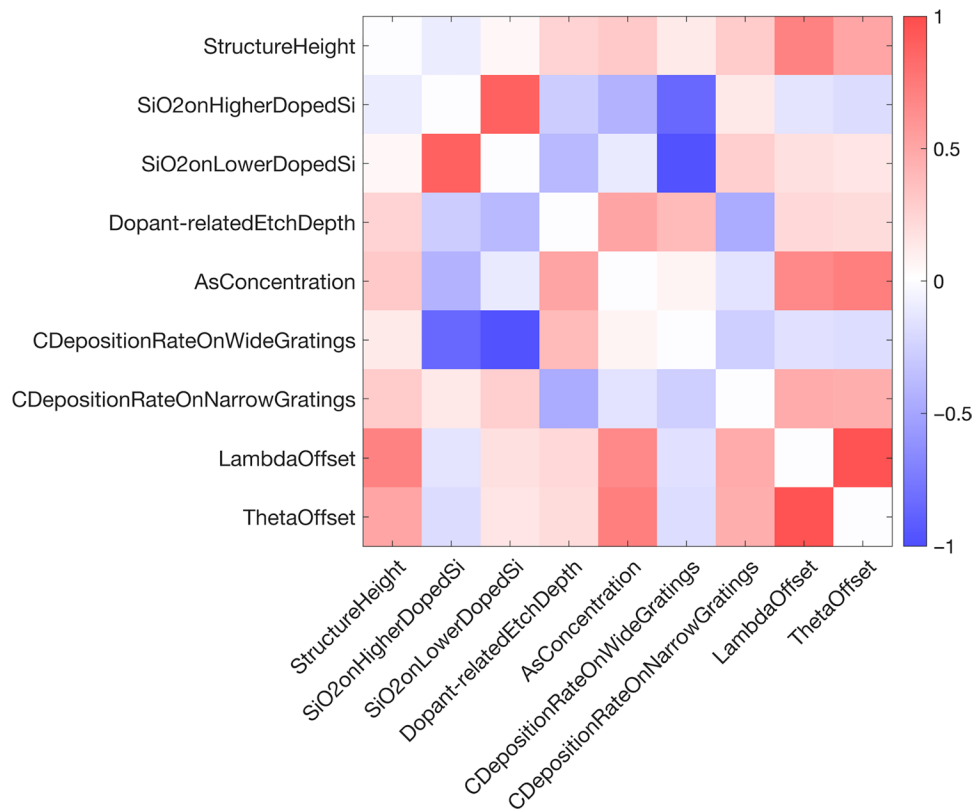 StructureHeight
SiO2onHigherDopedSi
SiO2onLowerDopedSi
Dopant-relatedEtchDepth
AsConcentration
CDepositionRateOnWideGratings
CDepositionRateOnNarrowGratings
LambdaOffset
ThetaOffset
1
0.5
0
−0.5
−1
StructureHeight
SiO2onHigherDopedSi
SiO2onLowerDopedSi
Dopant-relatedEtchDepth
AsConcentration
CDepositionRateOnWideGratings
CDepositionRateOnNarrowGratings
LambdaOffset
ThetaOffset